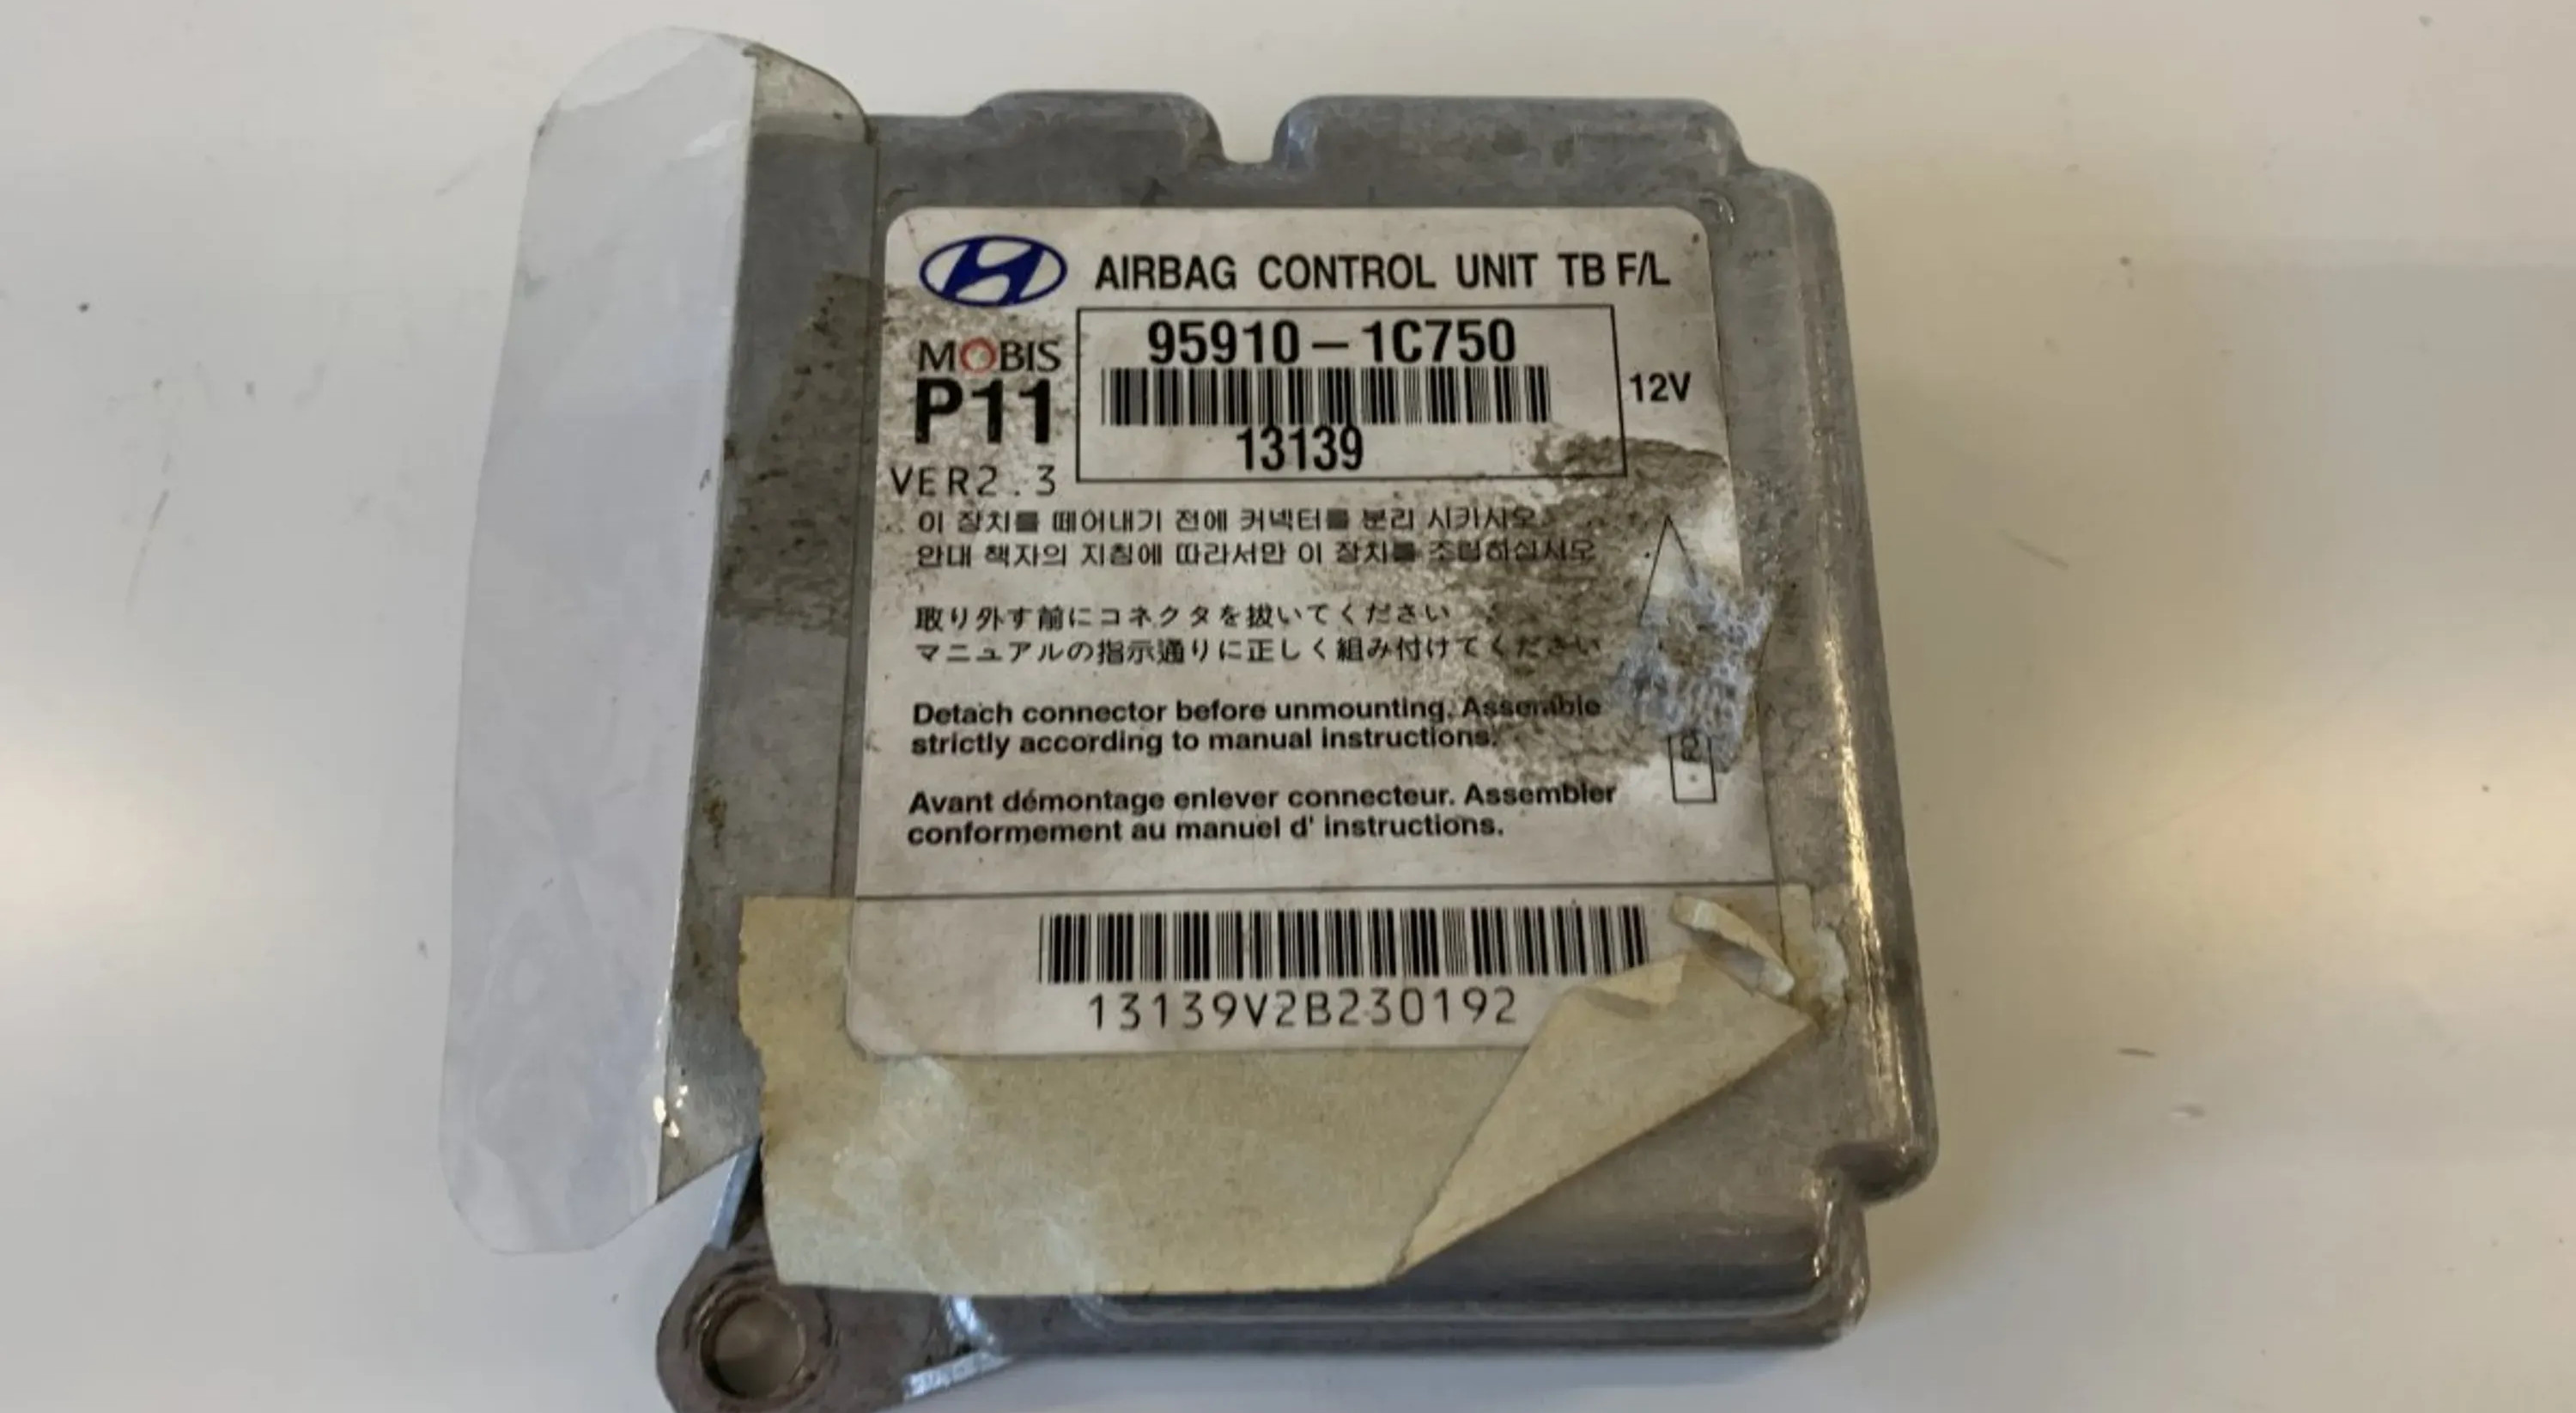 AIRBAG CONTROL UNIT TB F/L
MOBIS
95910-1C750
P11
12V
13139
VER2.3
이 장치를 떼어내기 전에 커넥터를 분리 시키시오
안내 책자의 지침에 따라서만 이 장치를 조립하십시오
取り外す前にコネクタを抜いてください
マニュアルの指示通りに正しく組み付けてください
Detach connector before unmounting. Assemble
strictly according to manual instructions.
Avant démontage enlever connecteur. Assembler
conformement au manuel d' instructions.
13139V2B230192